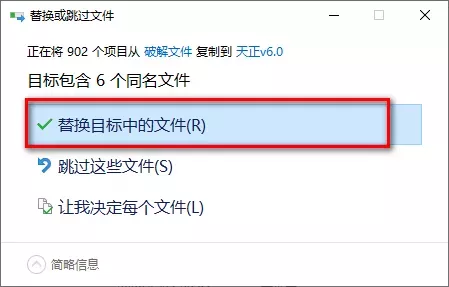 替换或跳过文件
正在将 902 个项目从 破解文件 复制到 天正v6.0
目标包含 6 个同名文件
替换目标中的文件(R)
跳过这些文件(S)
让我决定每个文件(L)
简略信息